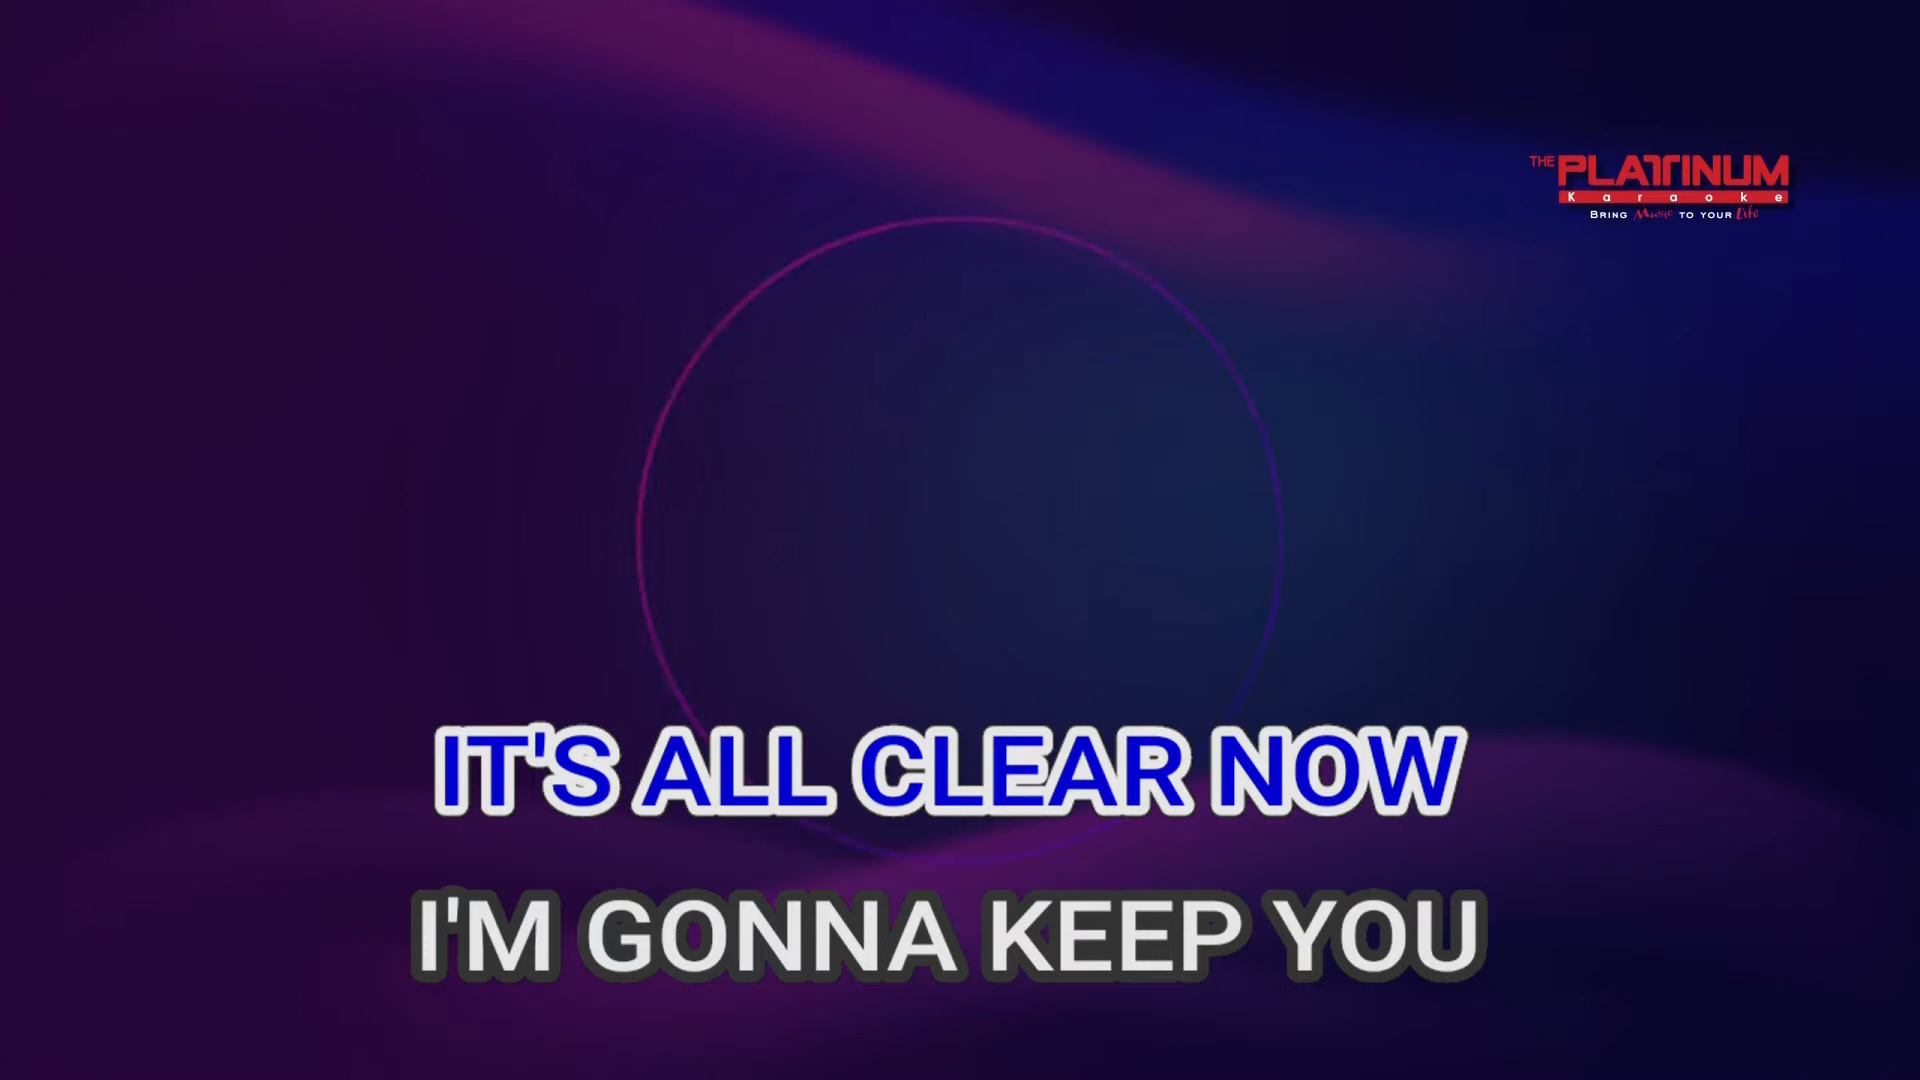 THE PLATINUM
Karaoke
BRING Music TO YOUR Life
IT'S ALL CLEAR NOW
I'M GONNA KEEP YOU